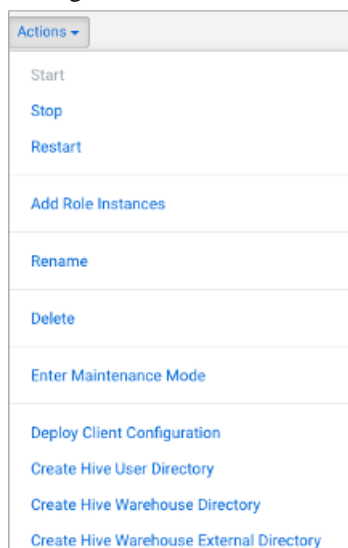 Actions
Start
Stop
Restart
Add Role Instances
Rename
Delete
Enter Maintenance Mode
Deploy Client Configuration
Create Hive User Directory
Create Hive Warehouse Directory
Create Hive Warehouse External Directory